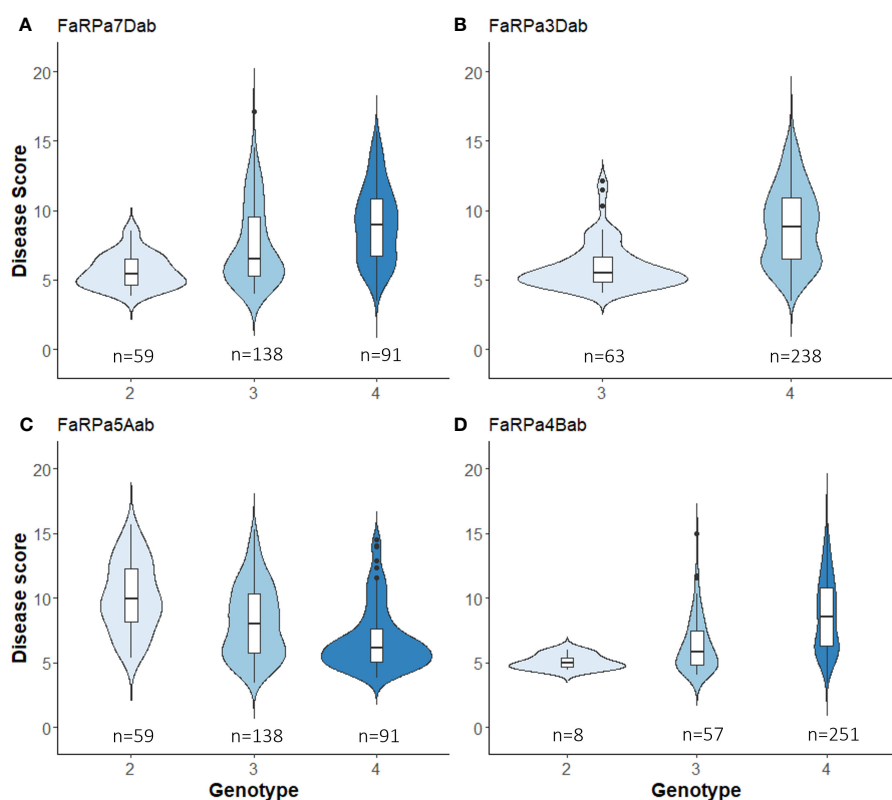 A FaRPa7Dab
Disease Score
20
15
10
5
0
n=59 n=138 n=91
2 3 4
B FaRPa3Dab
20
15
10
5
0
n=63 n=238
3 4
C FaRPa5Aab
Disease score
20
15
10
5
0
n=59 n=138 n=91
2 3 4
Genotype
D FaRPa4Bab
20
15
10
5
0
n=8 n=57 n=251
2 3 4
Genotype